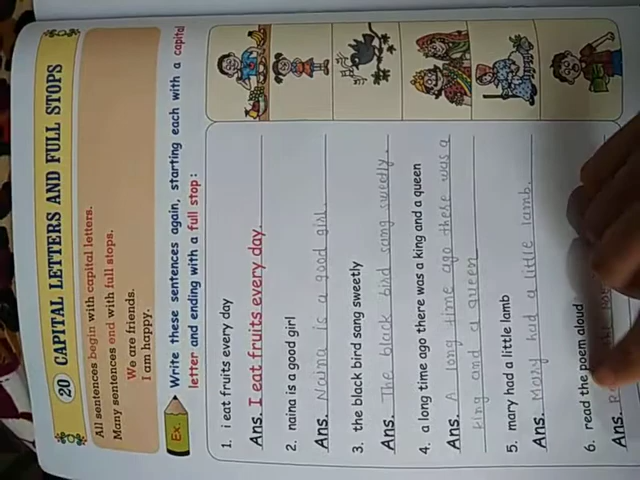 20 CAPITAL LETTERS AND FULL STOPS
All sentences begin with capital letters.
Many sentences end with full stops.
We are friends.
I am happy.
Ex. Write these sentences again, starting each with a capital
letter and ending with a full stop :
1. i eat fruits every day
Ans. I eat fruits every day.
2. naina is a good girl
Ans. Naina is a good girl.
3. the black bird sang sweetly
Ans. The black bird sang sweetly.
4. a long time ago there was a king and a queen
Ans. A long time ago there was a
king and a queen
5. mary had a little lamb
Ans. Mary had a little lamb.
6. read the poem aloud
Ans.